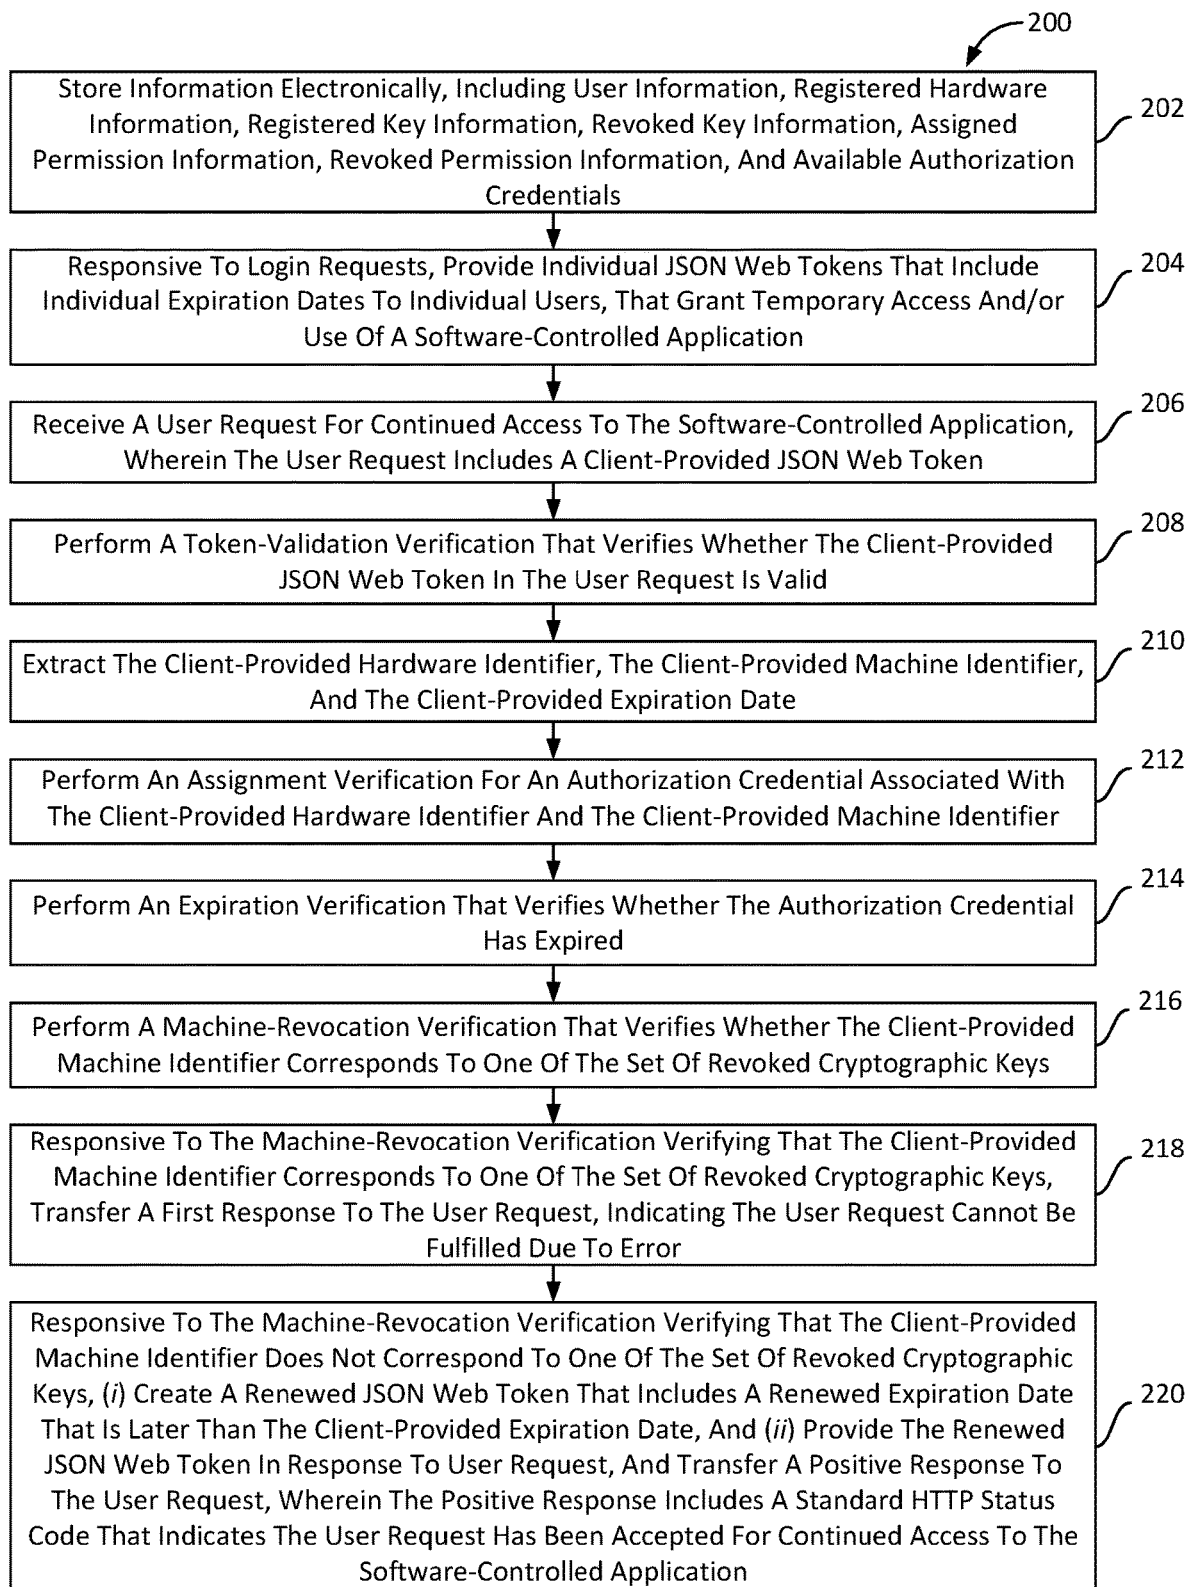 200
Store Information Electronically, Including User Information, Registered Hardware
Information, Registered Key Information, Revoked Key Information, Assigned
Permission Information, Revoked Permission Information, And Available Authorization
Credentials
202
Responsive To Login Requests, Provide Individual JSON Web Tokens That Include
Individual Expiration Dates To Individual Users, That Grant Temporary Access And/or
Use Of A Software-Controlled Application
204
Receive A User Request For Continued Access To The Software-Controlled Application,
Wherein The User Request Includes A Client-Provided JSON Web Token
206
Perform A Token-Validation Verification That Verifies Whether The Client-Provided
JSON Web Token In The User Request Is Valid
208
Extract The Client-Provided Hardware Identifier, The Client-Provided Machine Identifier,
And The Client-Provided Expiration Date
210
Perform An Assignment Verification For An Authorization Credential Associated With
The Client-Provided Hardware Identifier And The Client-Provided Machine Identifier
212
Perform An Expiration Verification That Verifies Whether The Authorization Credential
Has Expired
214
Perform A Machine-Revocation Verification That Verifies Whether The Client-Provided
Machine Identifier Corresponds To One Of The Set Of Revoked Cryptographic Keys
216
Responsive To The Machine-Revocation Verification Verifying That The Client-Provided
Machine Identifier Corresponds To One Of The Set Of Revoked Cryptographic Keys,
Transfer A First Response To The User Request, Indicating The User Request Cannot Be
Fulfilled Due To Error
218
Responsive To The Machine-Revocation Verification Verifying That The Client-Provided
Machine Identifier Does Not Correspond To One Of The Set Of Revoked Cryptographic
Keys, (i) Create A Renewed JSON Web Token That Includes A Renewed Expiration Date
That Is Later Than The Client-Provided Expiration Date, And (ii) Provide The Renewed
JSON Web Token In Response To User Request, And Transfer A Positive Response To
The User Request, Wherein The Positive Response Includes A Standard HTTP Status
Code That Indicates The User Request Has Been Accepted For Continued Access To The
Software-Controlled Application
220